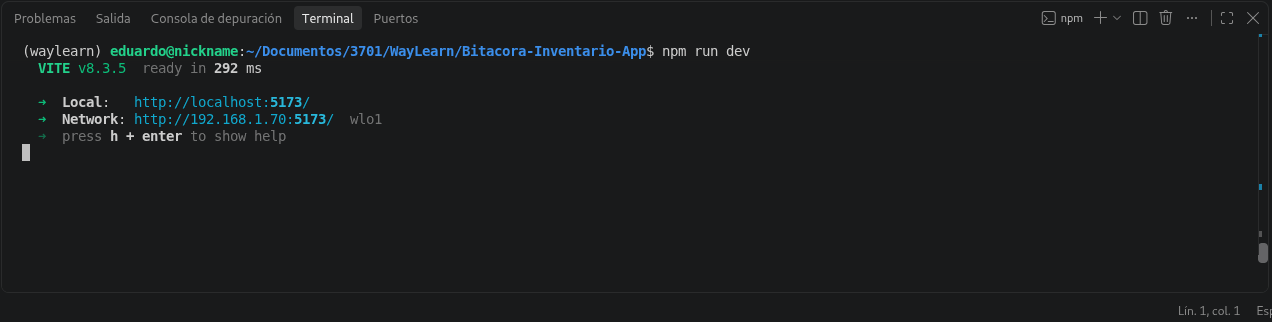 Problemas Salida Consola de depuración Terminal Puertos npm
(waylearn) eduardo@nickname:~/Documentos/3701/WayLearn/Bitacora-Inventario-App$ npm run dev
VITE v8.3.5 ready in 292 ms
➜ Local: http://localhost:5173/
➜ Network: http://192.168.1.70:5173/ wlo1
➜ press h + enter to show help
Lín. 1, col. 1 Esp